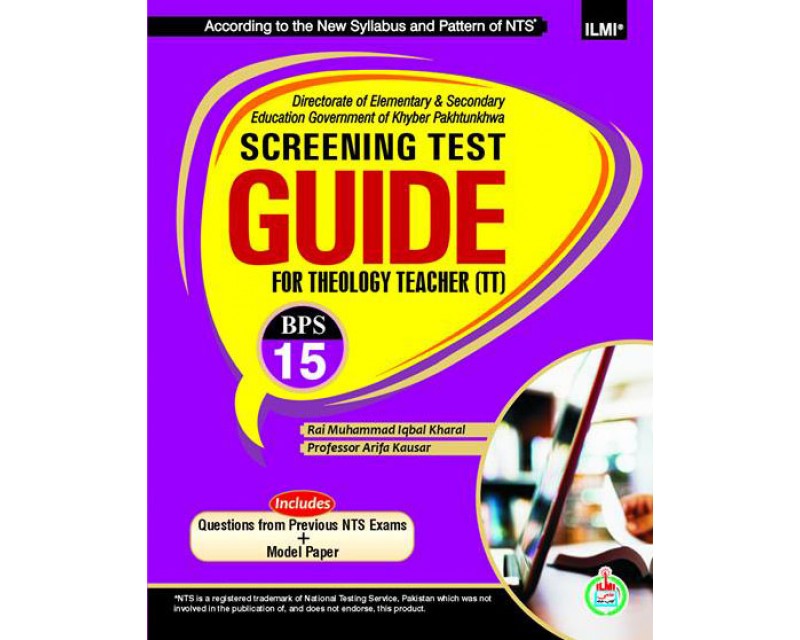 According to the New Syllabus and Pattern of NTS*
ILMI®
Directorate of Elementary & Secondary
Education Government of Khyber Pakhtunkhwa
SCREENING TEST
GUIDE
FOR THEOLOGY TEACHER (TT)
BPS
15
Rai Muhammad Iqbal Kharal
Professor Arifa Kausar
Includes
Questions from Previous NTS Exams
+
Model Paper
*NTS is a registered trademark of National Testing Service, Pakistan which was not
involved in the publication of, and does not endorse, this product.
ILMI